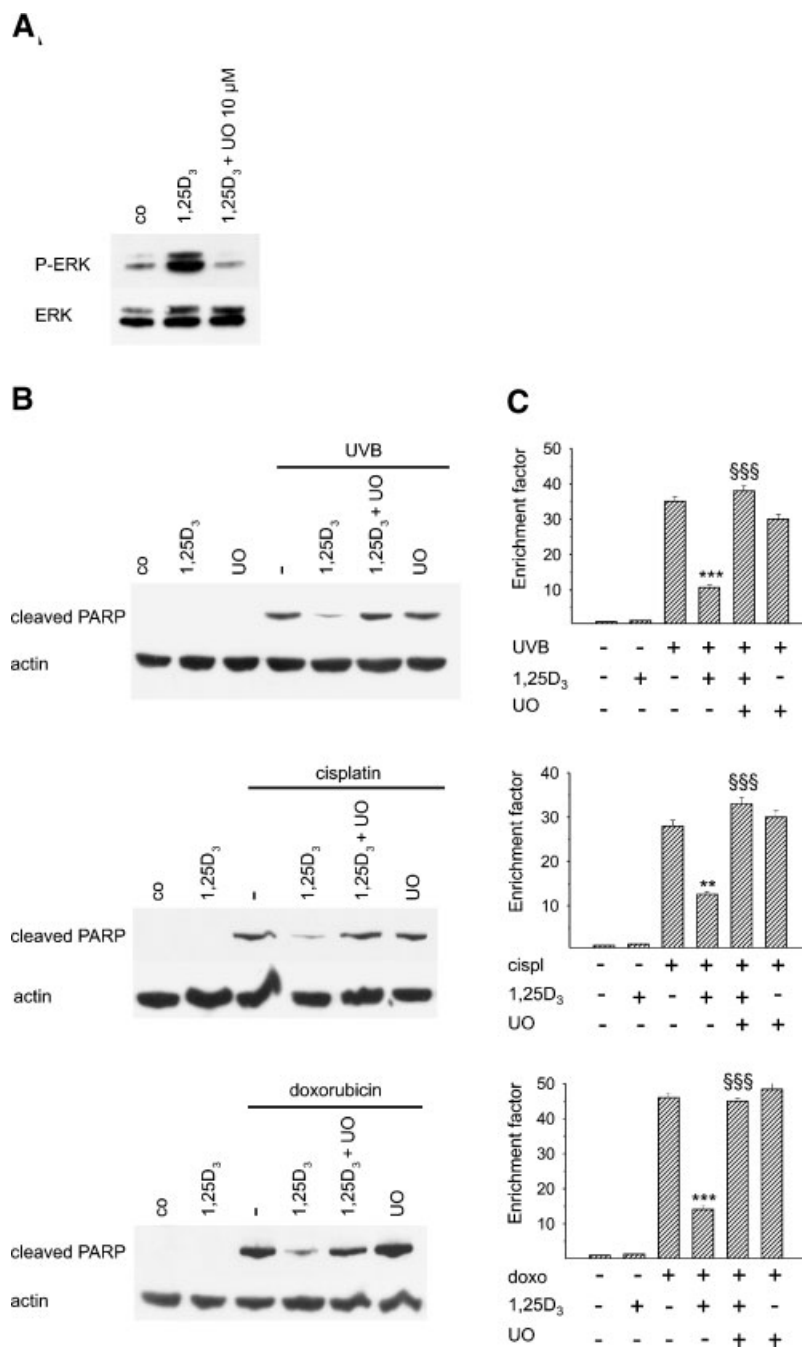 A
co
1,25D₃
1,25D₃ + UO 10 µM
P-ERK
ERK
B
UVB
co
1,25D₃
UO
-
1,25D₃
1,25D₃ + UO
UO
cleaved PARP
actin
cisplatin
co
1,25D₃
-
1,25D₃
1,25D₃ + UO
UO
cleaved PARP
actin
doxorubicin
co
1,25D₃
-
1,25D₃
1,25D₃ + UO
UO
cleaved PARP
actin
C
Enrichment factor
50
40
30
20
10
***
§§§
UVB - - + + + +
1,25D₃ - + - + + -
UO - - - - + +
Enrichment factor
40
30
20
10
**
§§§
cispl - - + + + +
1,25D₃ - + - + + -
UO - - - - + +
Enrichment factor
50
40
30
20
10
***
§§§
doxo - - + + + +
1,25D₃ - + - + + -
UO - - - - + +